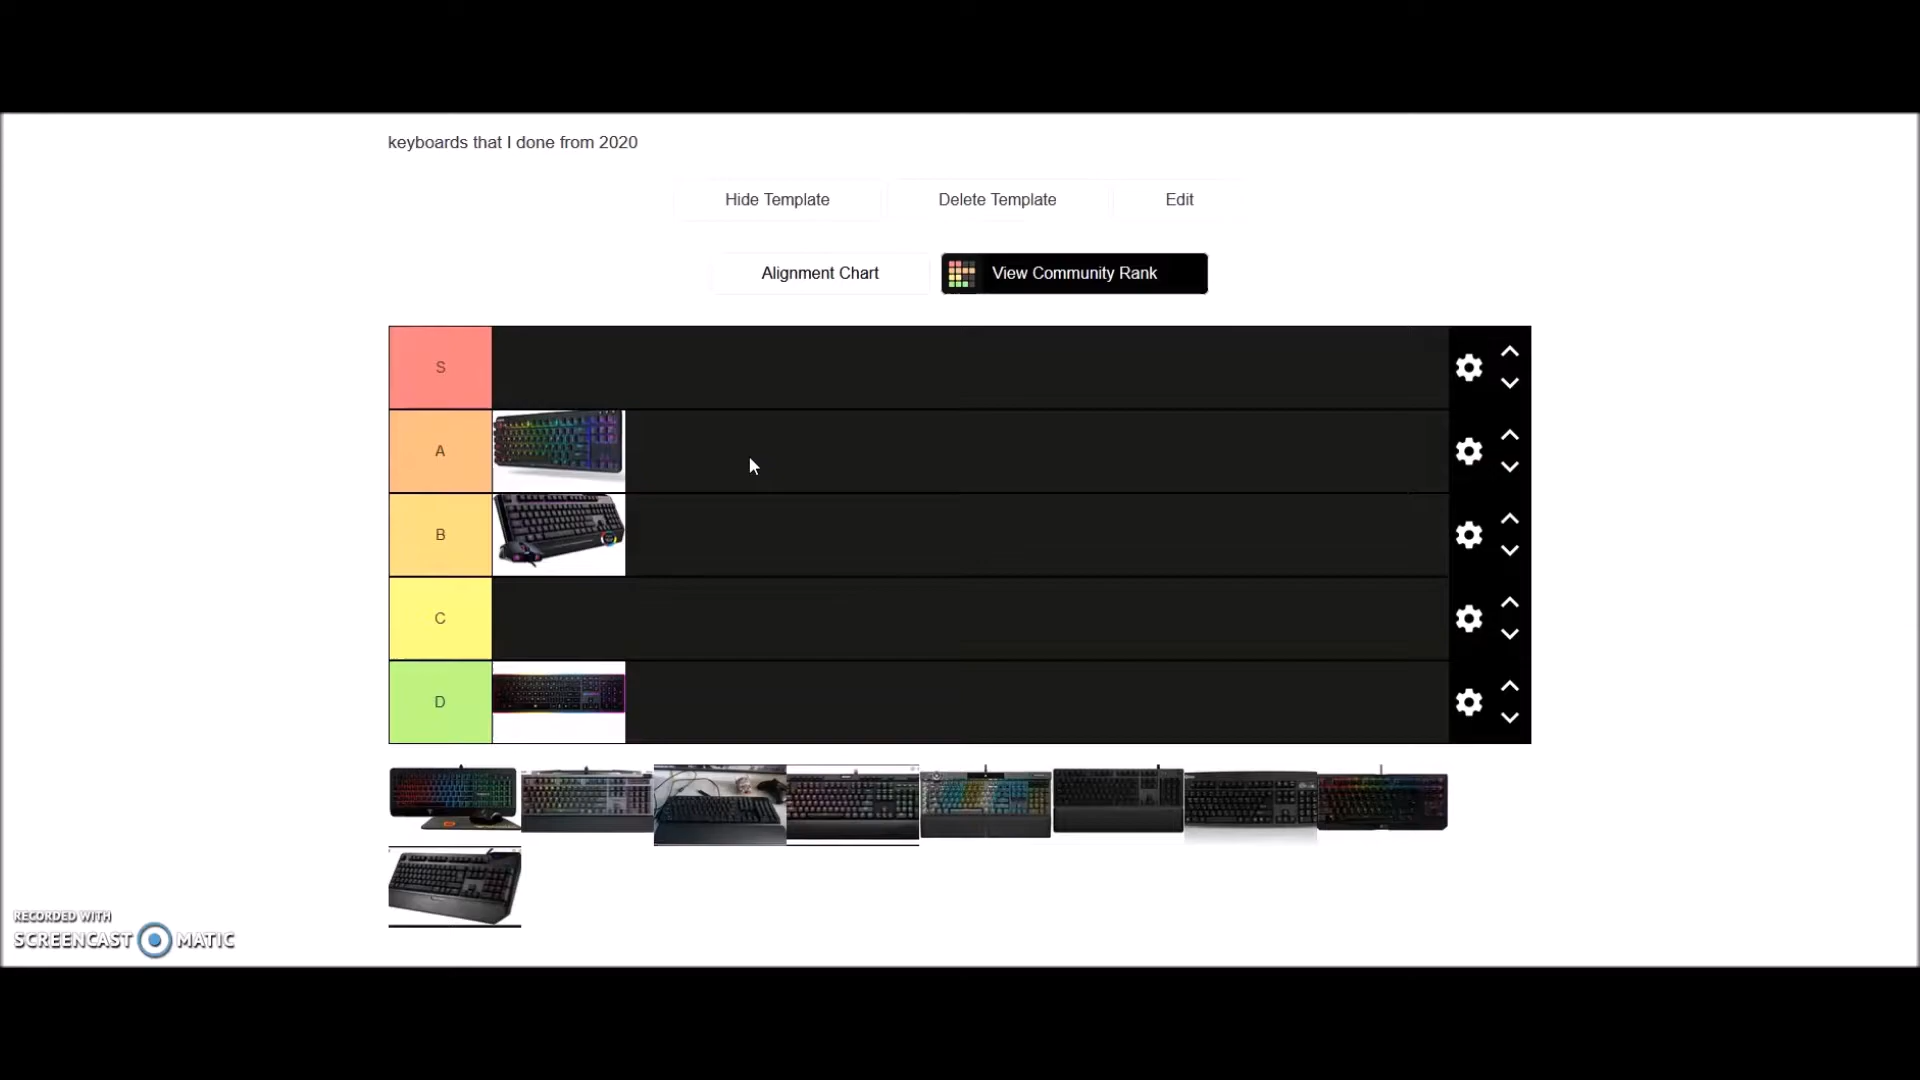 keyboards that I done from 2020
Hide Template
Delete Template
Edit
Alignment Chart
View Community Rank
S
A
B
C
D
RECORDED WITH
SCREENCAST MATIC